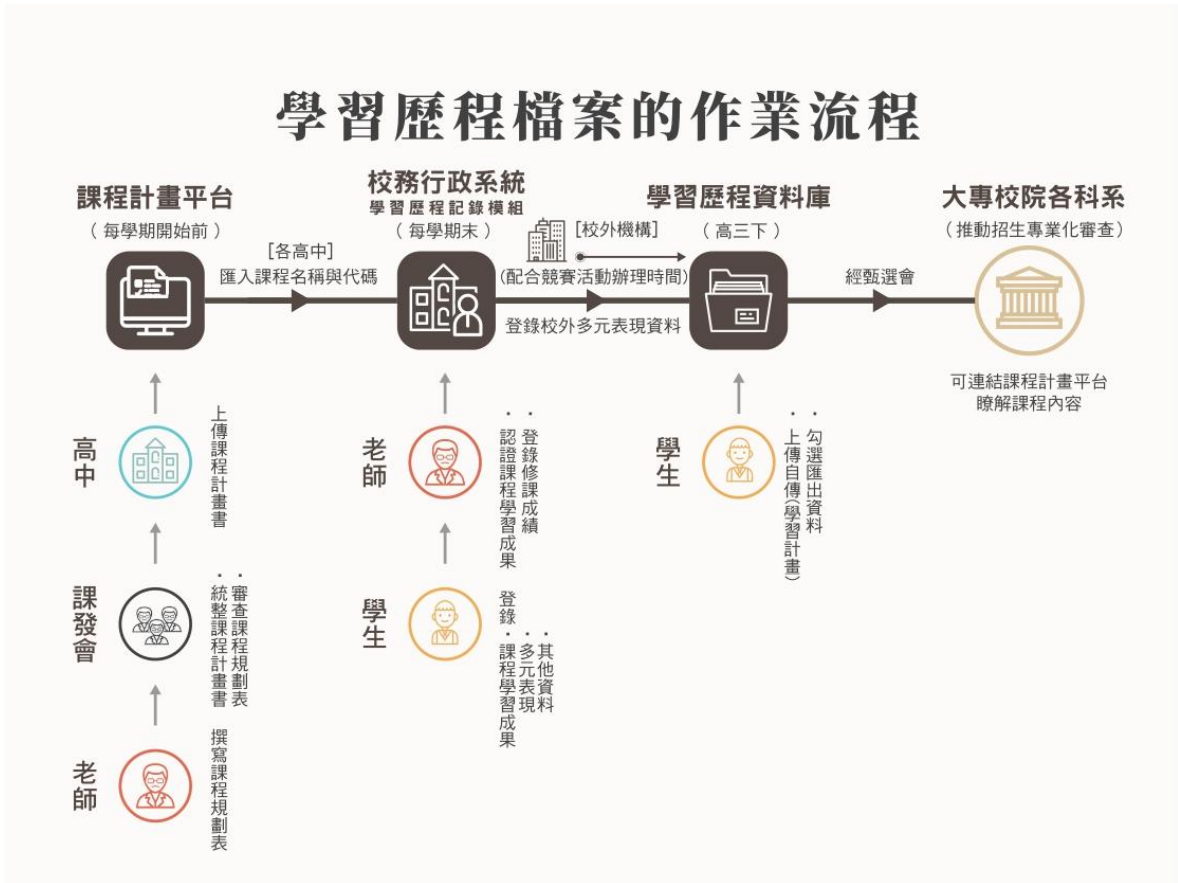 學習歷程檔案的作業流程
課程計畫平台
（每學期開始前）
[各高中]
匯入課程名稱與代碼
校務行政系統
學習歷程記錄模組
（每學期末）
[校外機構]
(配合競賽活動辦理時間)
登錄校外多元表現資料
學習歷程資料庫
（高三下）
經甄選會
大專校院各科系
（推動招生專業化審查）
可連結課程計畫平台
瞭解課程內容
高中
上傳課程計畫書
課發會
・審查課程規劃表
・統整課程計畫書
老師
撰寫課程規劃表
老師
・登錄修課成績
・認證課程學習成果
學生
登錄・課程學習成果
・多元表現
・其他資料
學生
・勾選匯出資料
・上傳自傳(學習計畫)